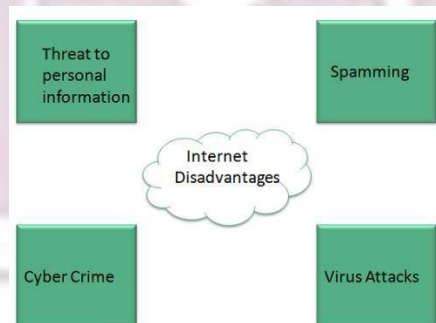 Threat to
personal
information
Spamming
Internet
Disadvantages
Cyber Crime
Virus Attacks